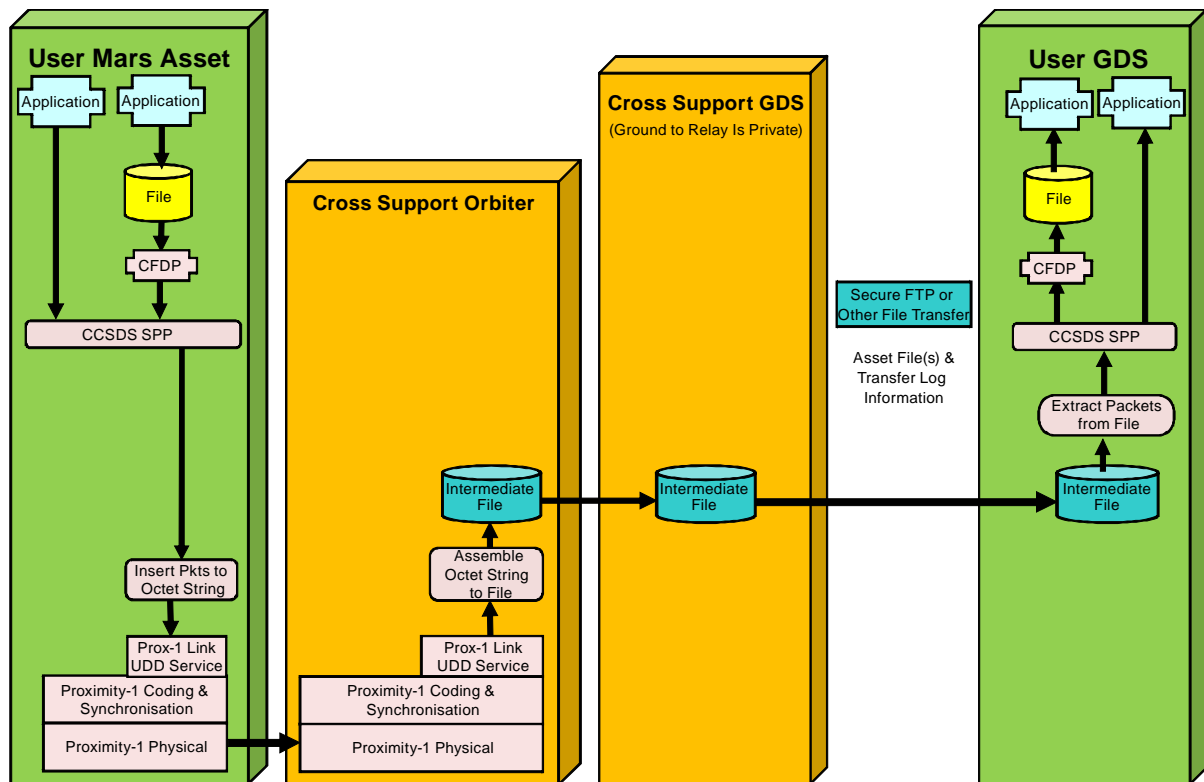 User Mars Asset
Application
Application
File
CFDP
CCSDS SPP
Insert Pkts to
Octet String
Prox-1 Link
UDD Service
Proximity-1 Coding &
Synchronisation
Proximity-1 Physical
Cross Support Orbiter
Intermediate
File
Assemble
Octet String
to File
Prox-1 Link
UDD Service
Proximity-1 Coding &
Synchronisation
Proximity-1 Physical
Cross Support GDS
(Ground to Relay Is Private)
Intermediate
File
Secure FTP or
Other File Transfer
Asset File(s) &
Transfer Log
Information
User GDS
Application
Application
File
CFDP
CCSDS SPP
Extract Packets
from File
Intermediate
File